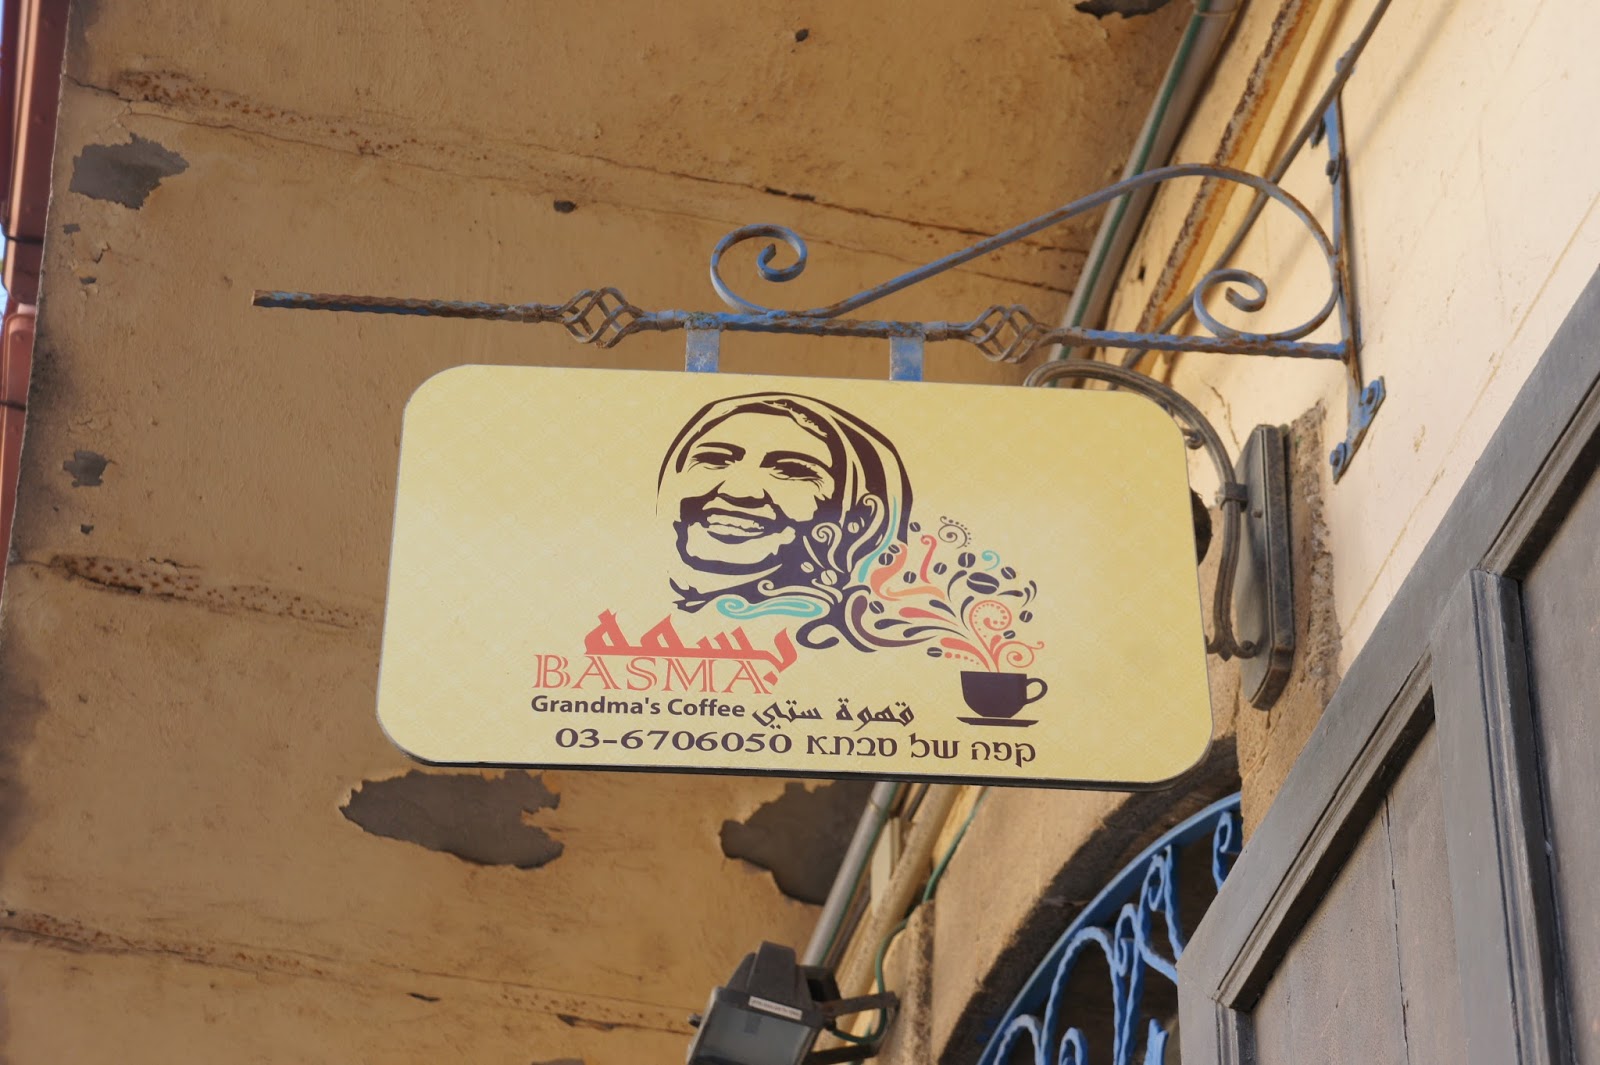 بسمه
BASMA
Grandma's Coffee قهوة ستي
קפה של סבתא 03-6706050